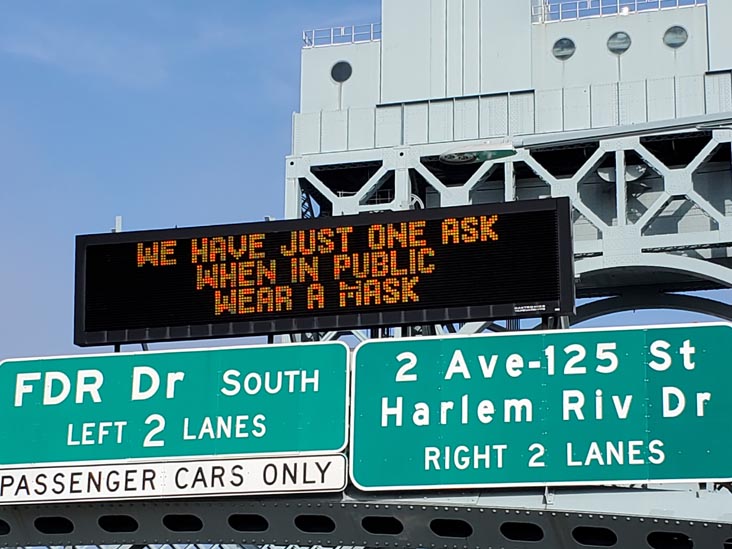 WE HAVE JUST ONE ASK
WHEN IN PUBLIC
WEAR A MASK
FDR Dr SOUTH
LEFT 2 LANES
PASSENGER CARS ONLY
2 Ave-125 St
Harlem Riv Dr
RIGHT 2 LANES